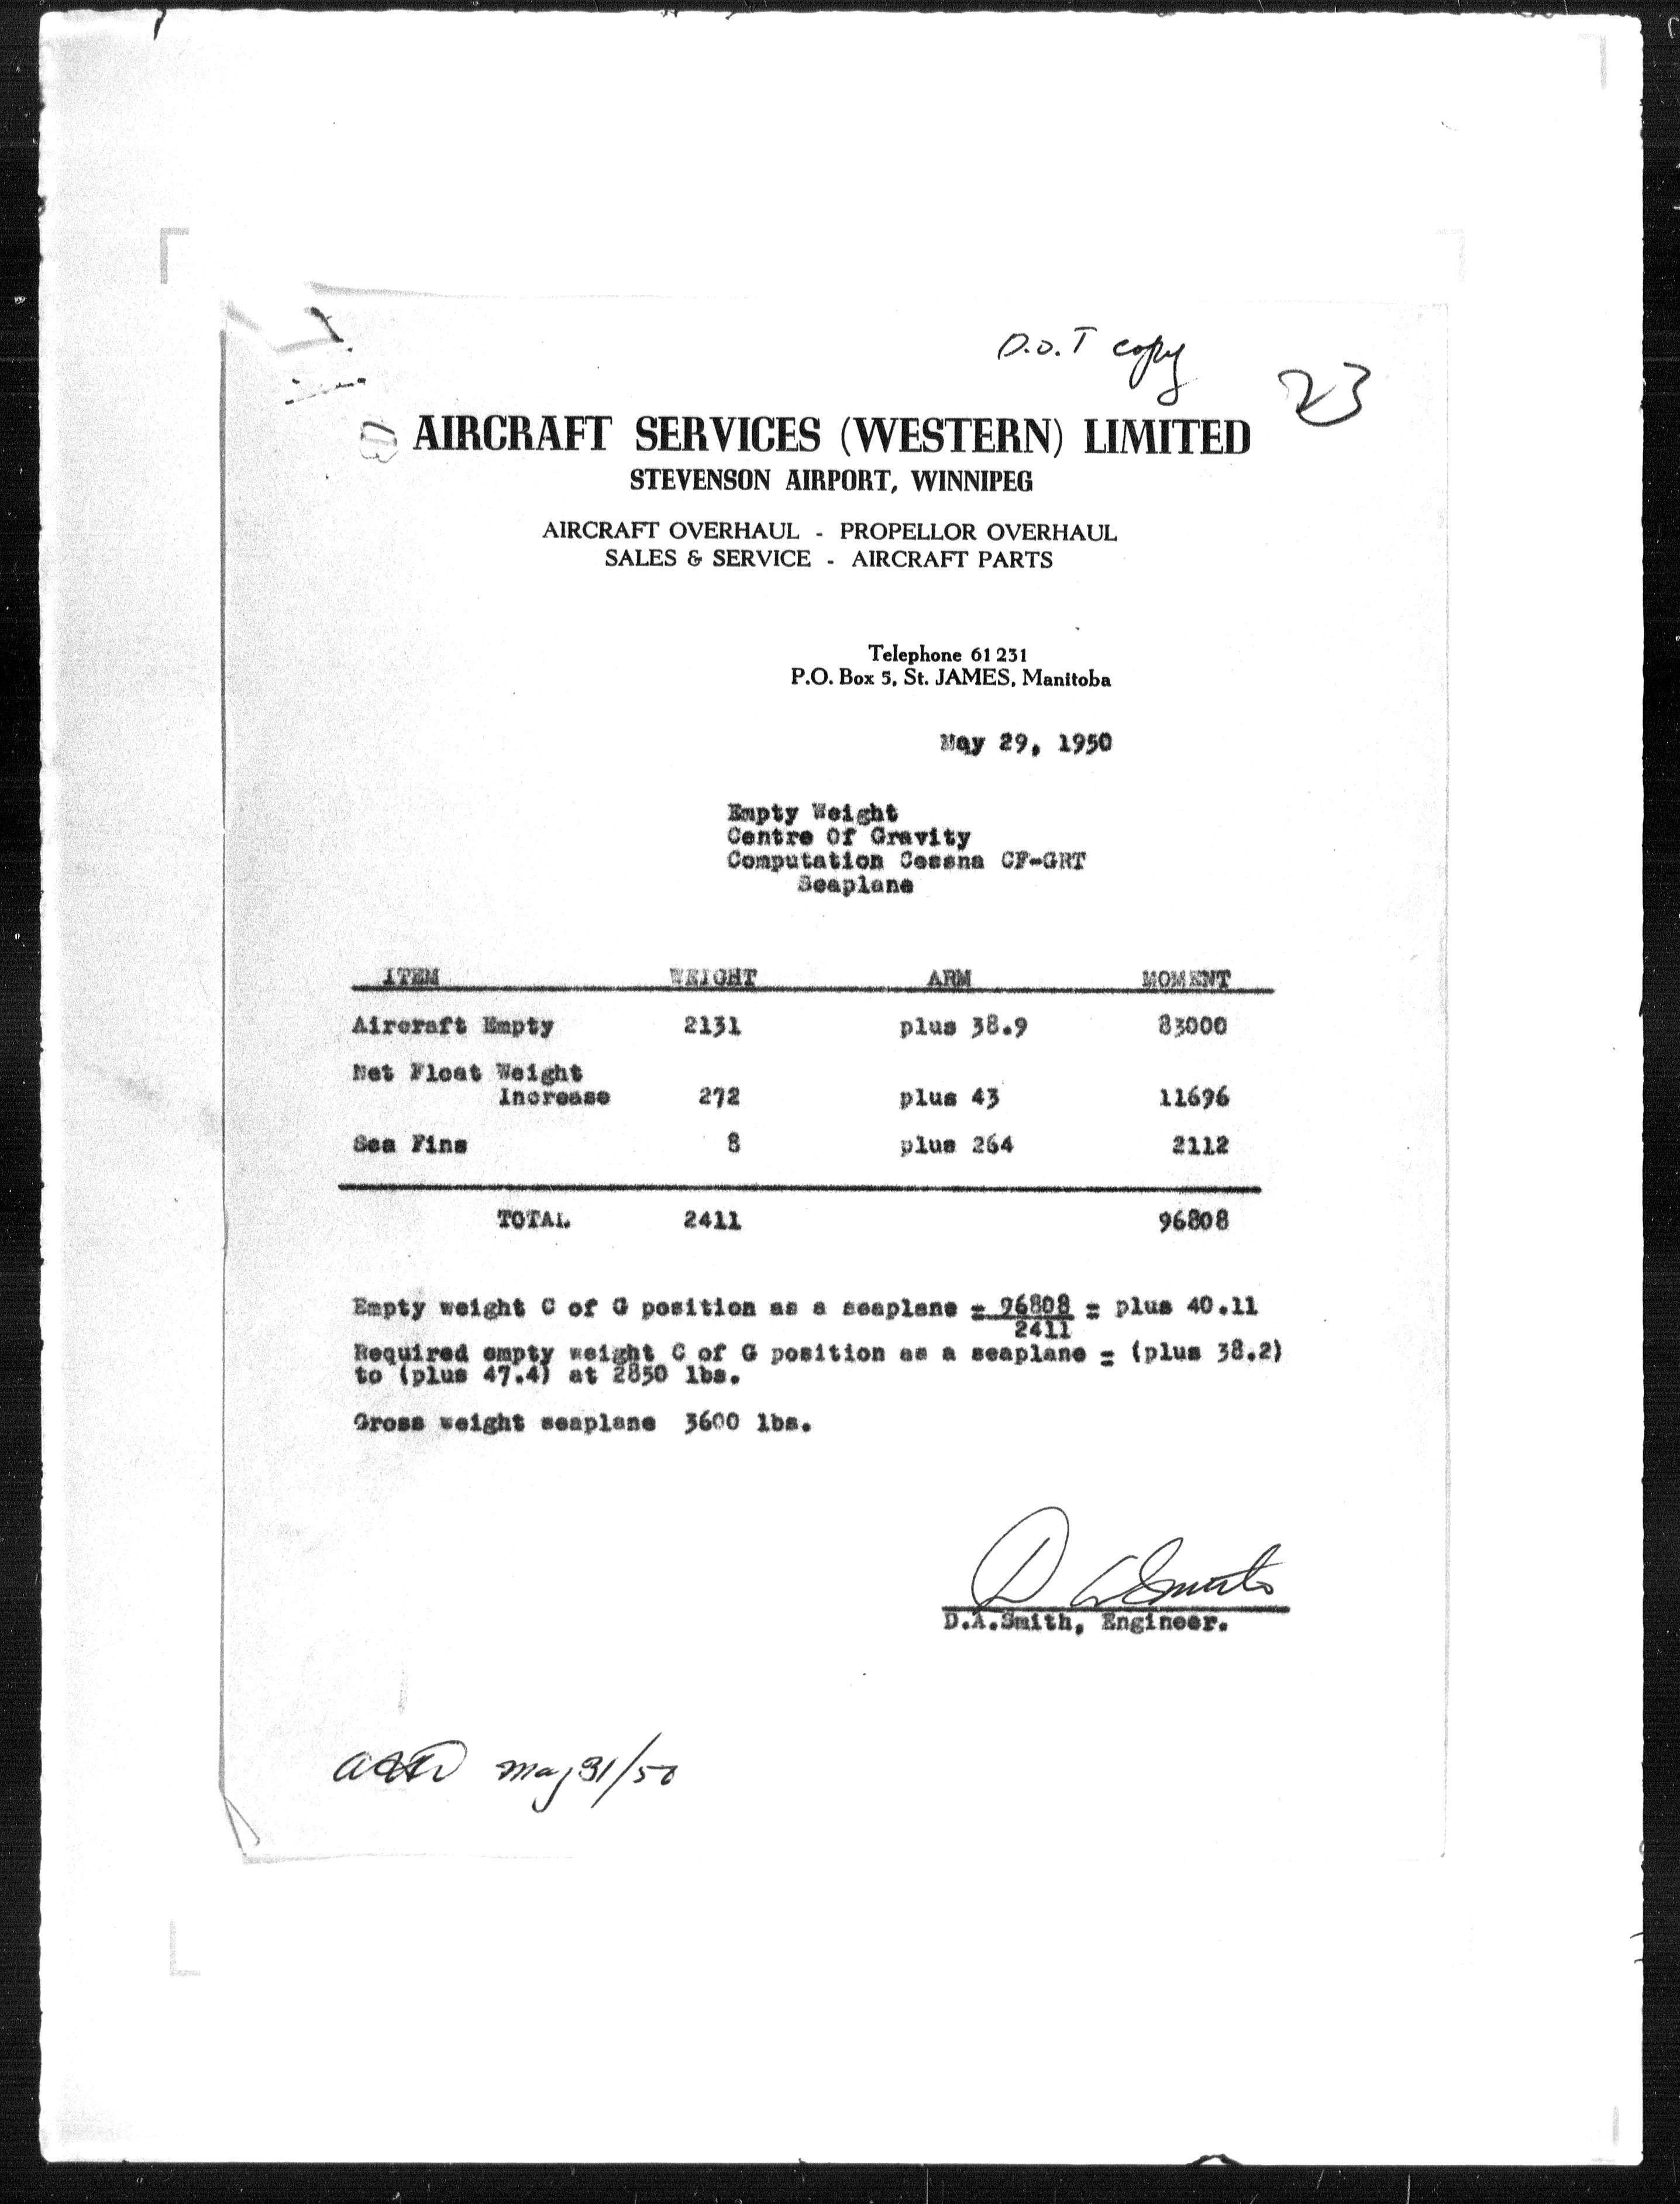 D.O.T copy
23
AIRCRAFT SERVICES (WESTERN) LIMITED
STEVENSON AIRPORT, WINNIPEG
AIRCRAFT OVERHAUL - PROPELLOR OVERHAUL
SALES & SERVICE - AIRCRAFT PARTS
Telephone 61 231
P.O. Box 5, St. JAMES, Manitoba
May 29, 1950
Empty Weight
Centre Of Gravity
Computation Cessna CF-GRT
Seaplane
ITEM WEIGHT ARM MOMENT
Aircraft Empty 2131 plus 38.9 83000
Net Float Weight
Increase 272 plus 43 11696
Sea Fins 8 plus 264 2112
TOTAL 2411 96808
Empty weight C of G position as a seaplane = 96808 = plus 40.11
2411
Required empty weight C of G position as a seaplane = (plus 38.2)
to (plus 47.4) at 2850 lbs.
Gross weight seaplane 3600 lbs.
D A Smith
D.A.Smith, Engineer.
May 31/50